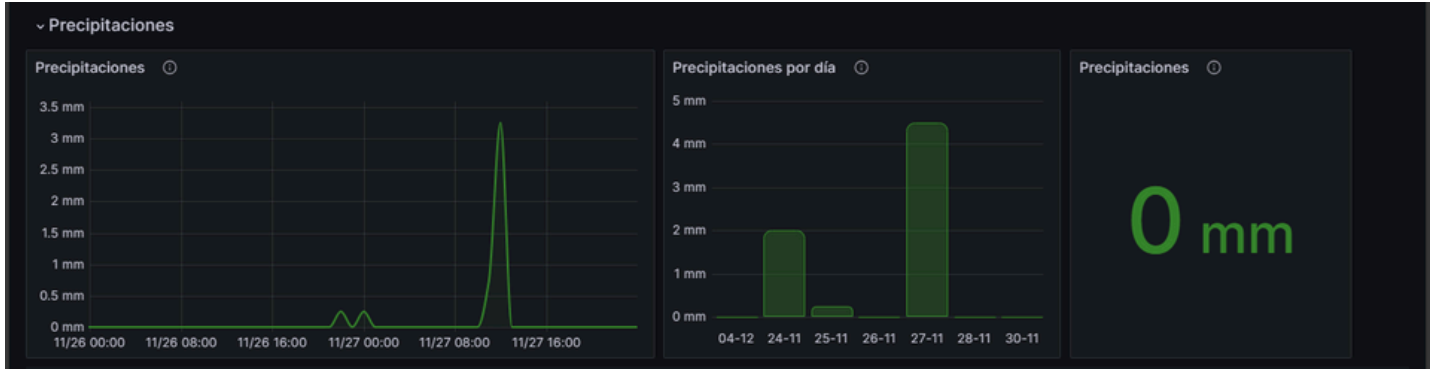 Precipitaciones
Precipitaciones
3.5 mm
3 mm
2.5 mm
2 mm
1.5 mm
1 mm
0.5 mm
0 mm
11/26 00:00 11/26 08:00 11/26 16:00 11/27 00:00 11/27 08:00 11/27 16:00
Precipitaciones por día
5 mm
4 mm
3 mm
2 mm
1 mm
0 mm
04-12 24-11 25-11 26-11 27-11 28-11 30-11
Precipitaciones
0 mm